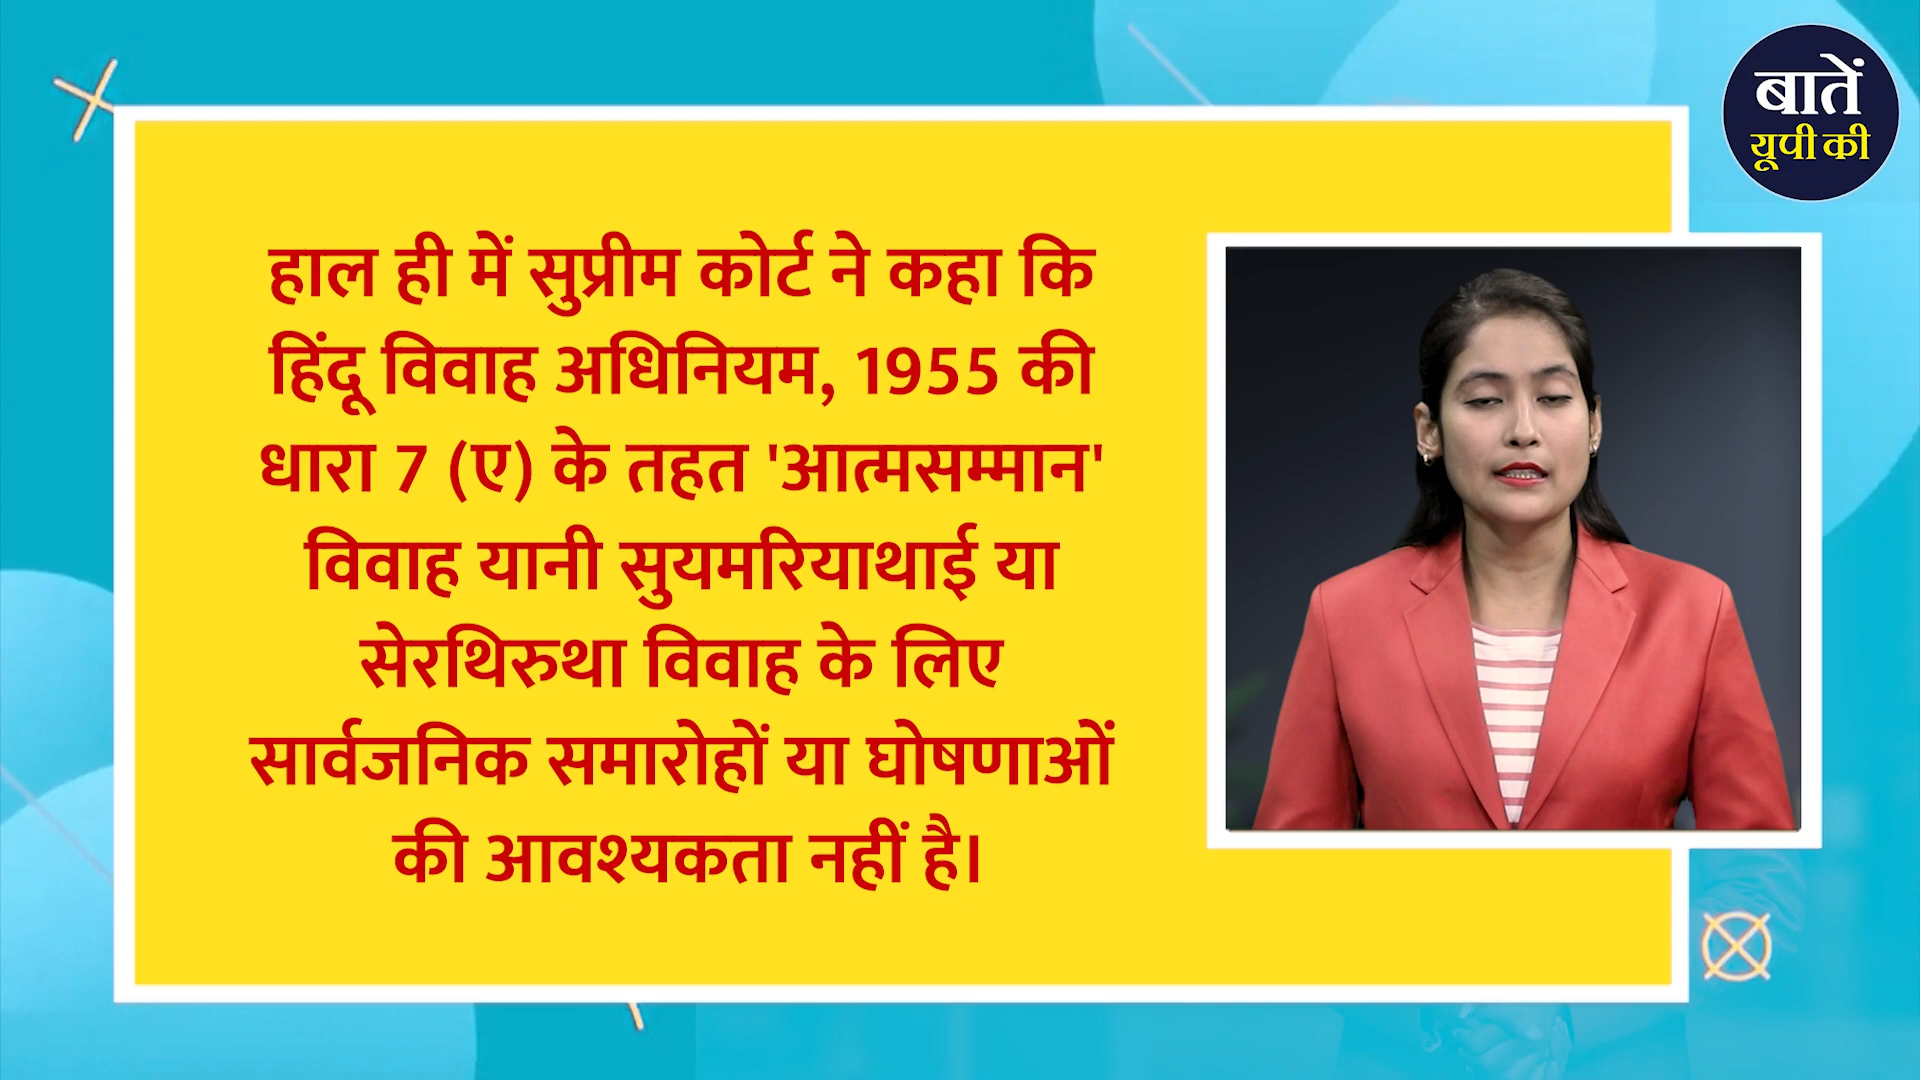 बातें
यूपी की
हाल ही में सुप्रीम कोर्ट ने कहा कि
हिंदू विवाह अधिनियम, 1955 की
धारा 7 (ए) के तहत 'आत्मसम्मान'
विवाह यानी सुयमरियाथाई या
सेरथिरुथा विवाह के लिए
सार्वजनिक समारोहों या घोषणाओं
की आवश्यकता नहीं है।